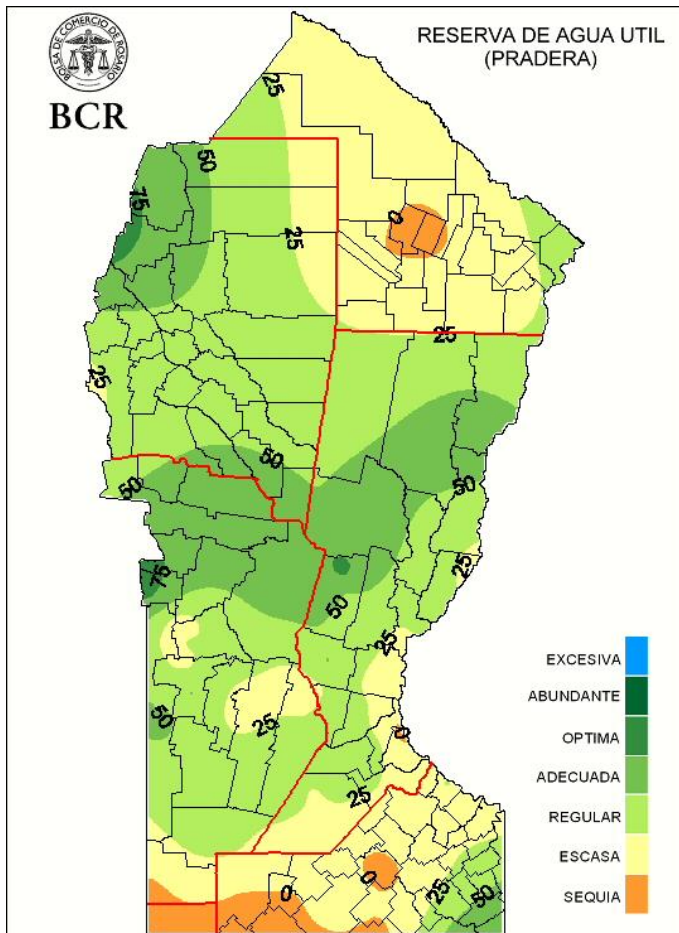 BOLSA DE COMERCIO DE ROSARIO
BCR
RESERVA DE AGUA UTIL
(PRADERA)
25
50
75
0
25
25
25
50
50
50
75
25
50
25
50
25
0
25
0
0
25
50
EXCESIVA
ABUNDANTE
OPTIMA
ADECUADA
REGULAR
ESCASA
SEQUIA